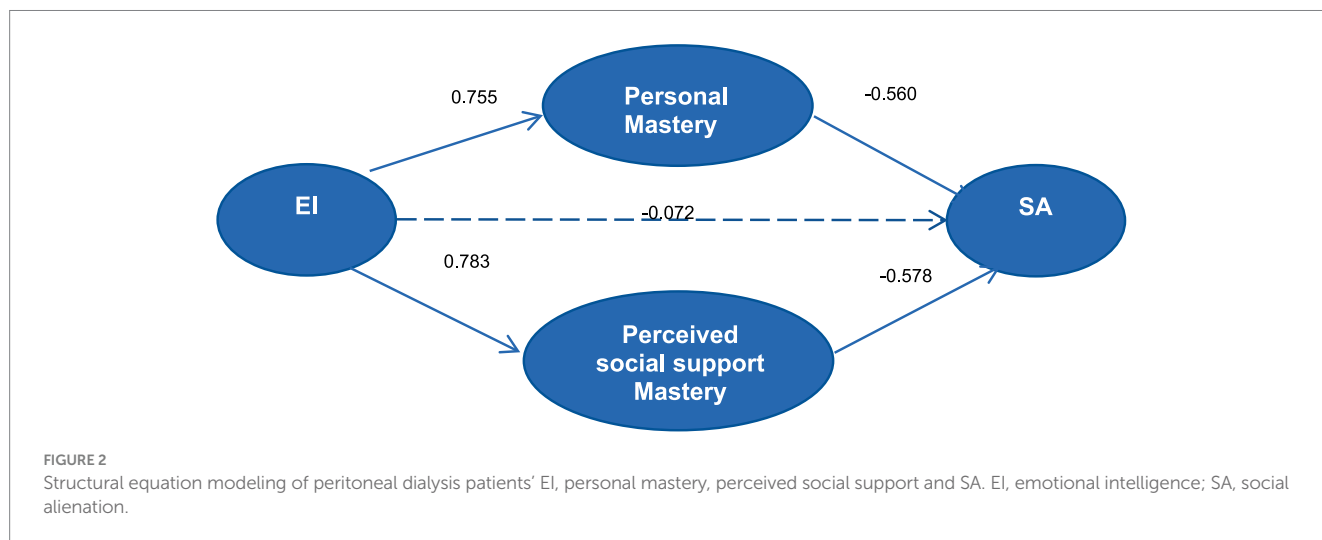 0.755
Personal
Mastery
-0.560
EI
-0.072
SA
0.783
-0.578
Perceived
social support
Mastery
FIGURE 2
Structural equation modeling of peritoneal dialysis patients' EI, personal mastery, perceived social support and SA. EI, emotional intelligence; SA, social
alienation.